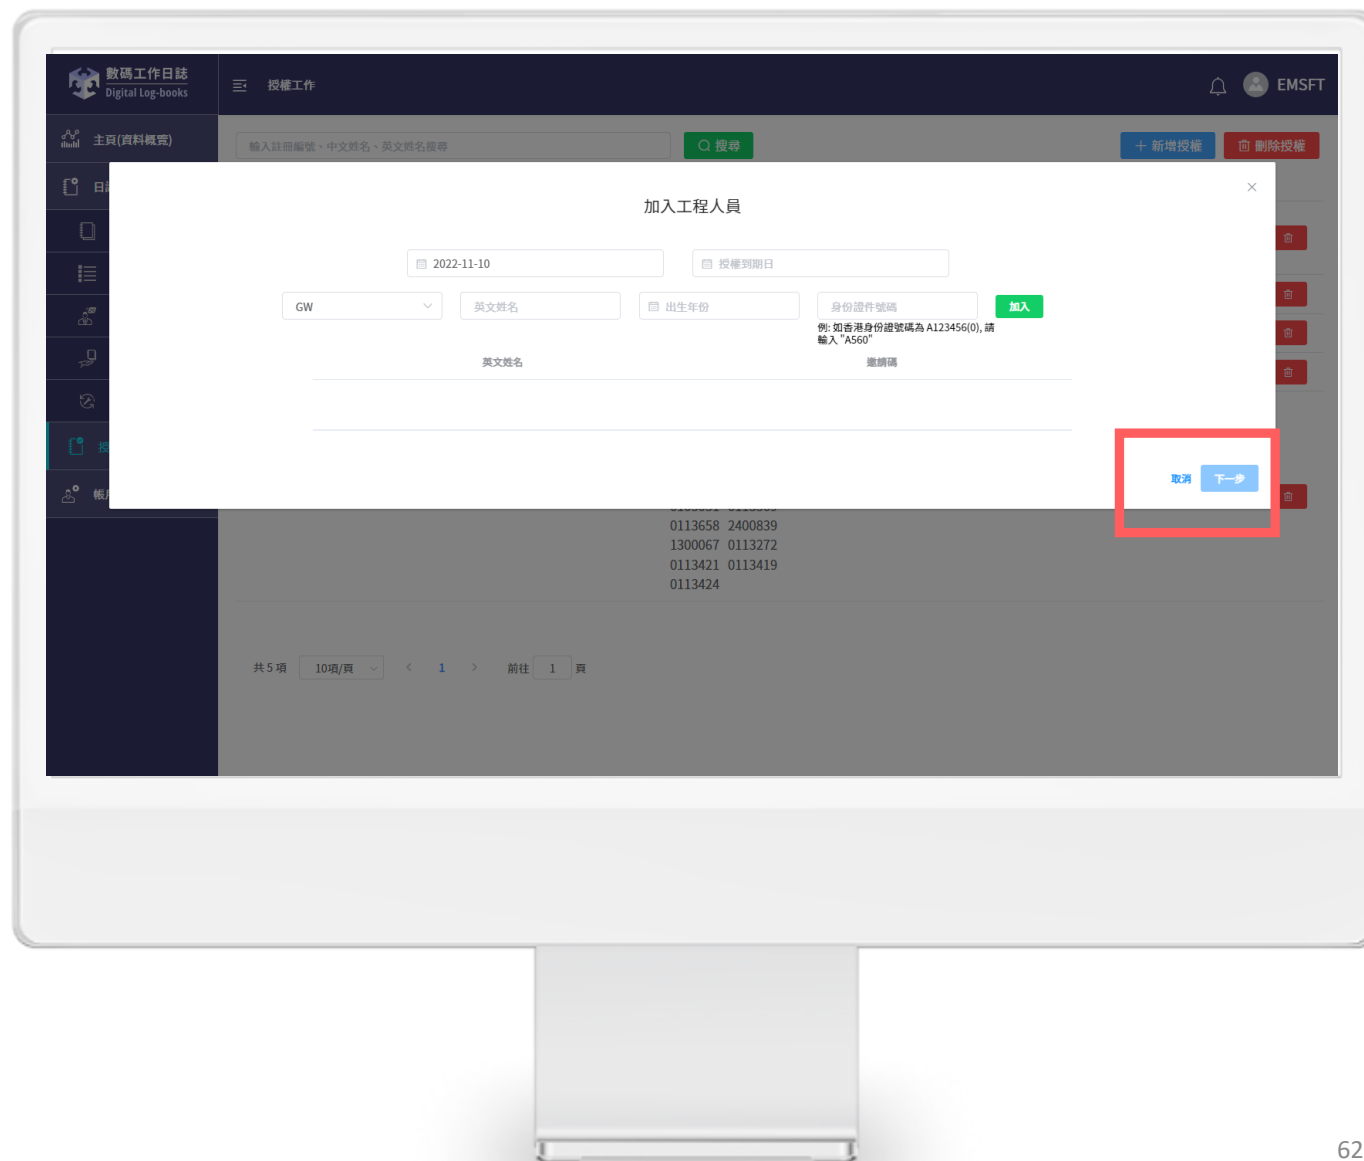 數碼工作日誌
Digital Log-books
授權工作
EMSFT
主頁(資料概覽)
輸入註冊編號、中文姓名、英文姓名搜尋
搜尋
+ 新增授權
刪除授權
日
加入工程人員
2022-11-10
授權到期日
GW
英文姓名
出生年份
身份證件號碼
加入
例: 如香港身份證號碼為 A123456(0), 請
輸入 "A560"
英文姓名
邀請碼
取消
下一步
帳
0113658 2400839
1300067 0113272
0113421 0113419
0113424
共 5 項
10項/頁
1
前往
1
頁
62